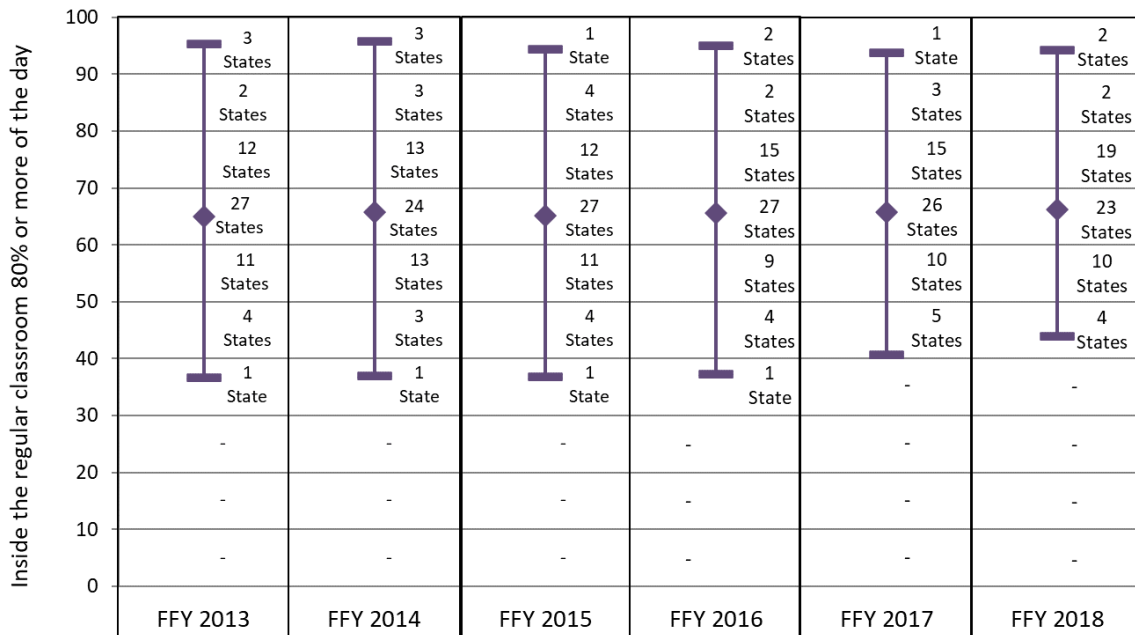 Inside the regular classroom 80% or more of the day
100
3 3 1 2 1 2
States States State States State States
90
2 3 4 2 3 2
States States States States States States
80
12 13 12 15 15 19
States States States States States States
70
27 24 27 27 26 23
States States States States States States
60
11 13 11 9 10 10
States States States States States States
50
4 3 4 4 5 4
States States States States States States
40
1 1 1 1 - -
State State State State
30
- - - - - -
20
- - - - - -
10
- - - - - -
0
FFY 2013 FFY 2014 FFY 2015 FFY 2016 FFY 2017 FFY 2018